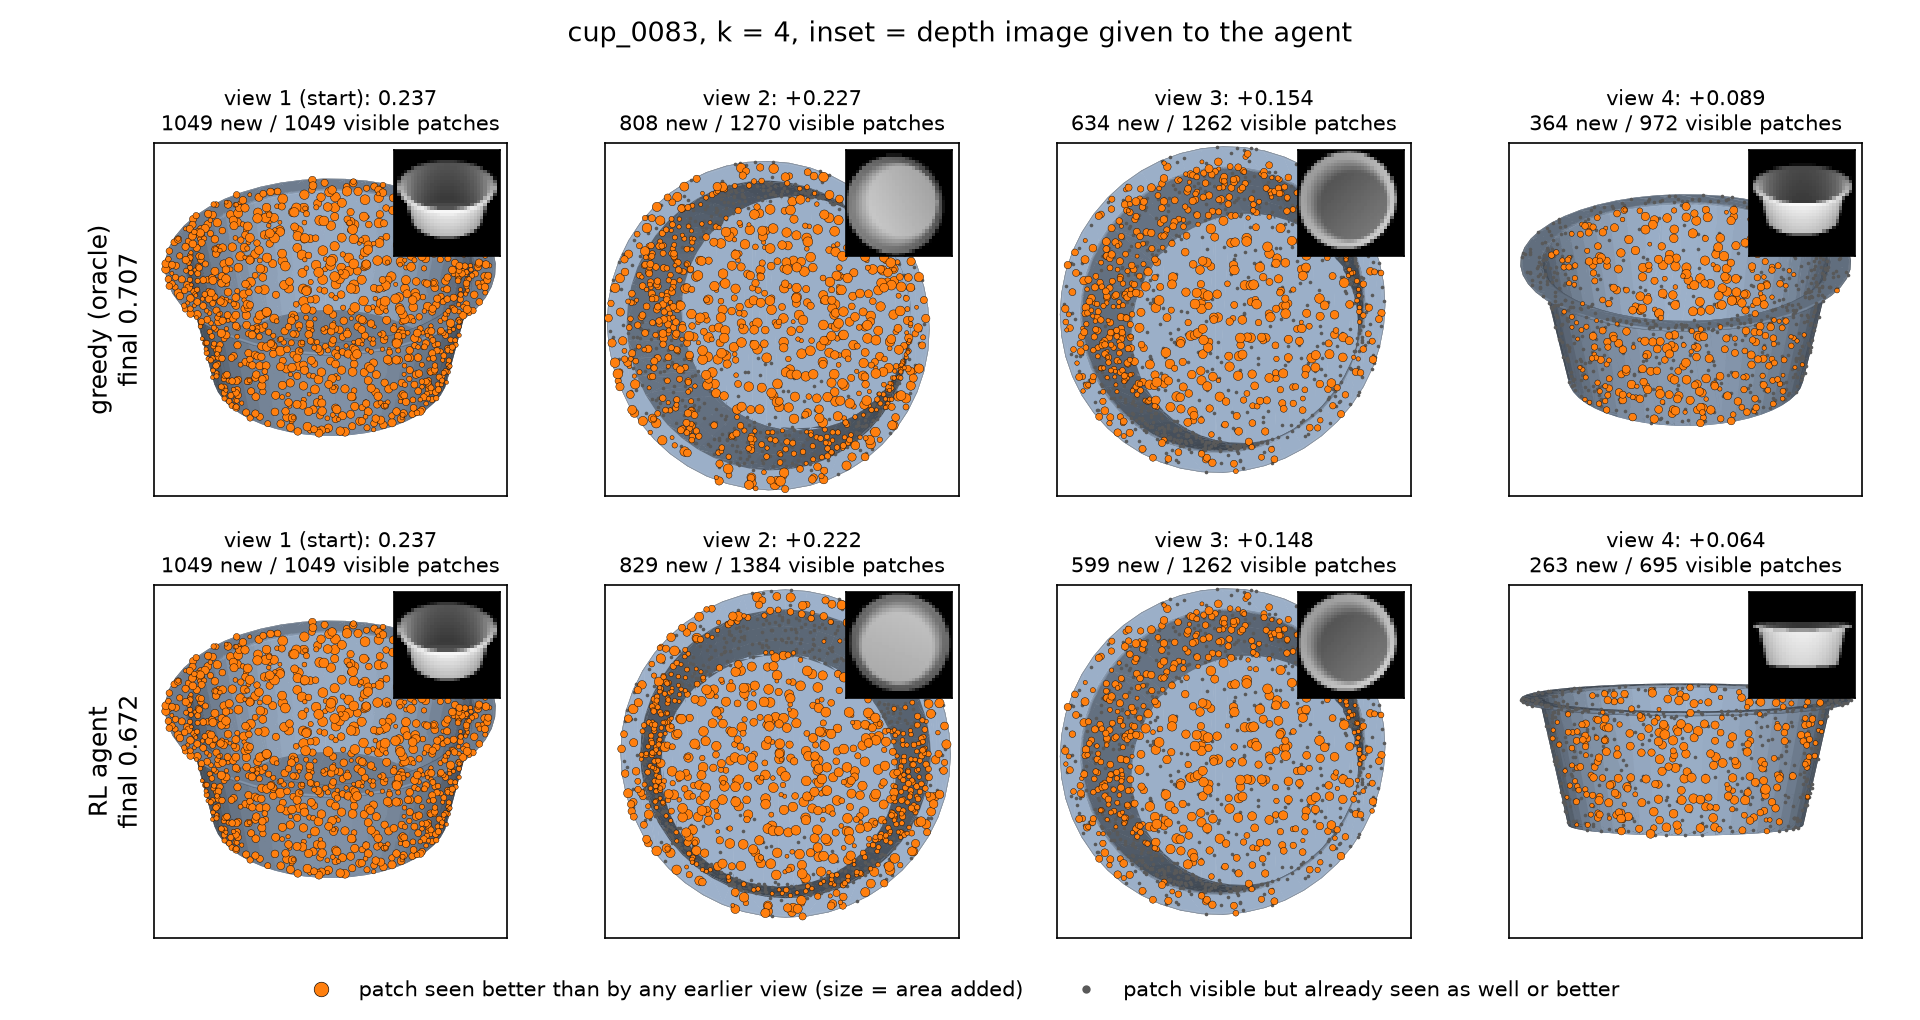 cup_0083, k = 4, inset = depth image given to the agent
greedy (oracle)
final 0.707
view 1 (start): 0.237
1049 new / 1049 visible patches
view 2: +0.227
808 new / 1270 visible patches
view 3: +0.154
634 new / 1262 visible patches
view 4: +0.089
364 new / 972 visible patches
RL agent
final 0.672
view 1 (start): 0.237
1049 new / 1049 visible patches
view 2: +0.222
829 new / 1384 visible patches
view 3: +0.148
599 new / 1262 visible patches
view 4: +0.064
263 new / 695 visible patches
patch seen better than by any earlier view (size = area added)
patch visible but already seen as well or better